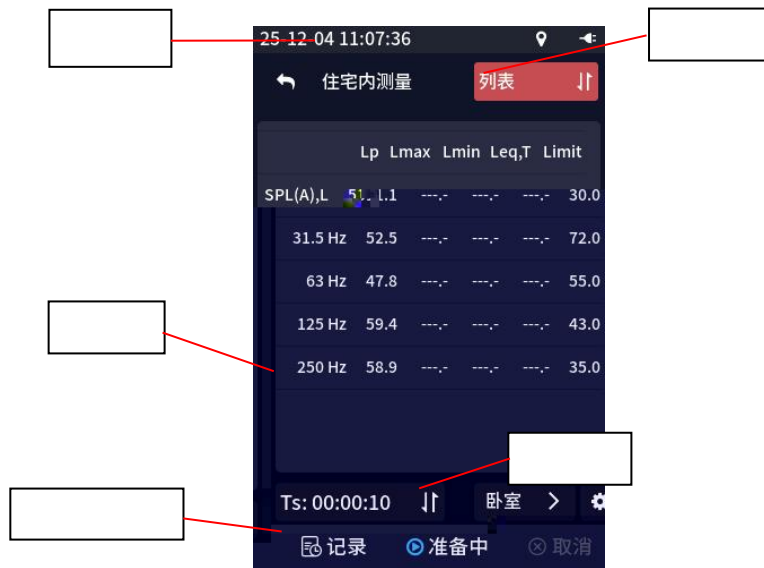 25-12-04 11:07:36
住宅内测量 列表
Lp Lmax Lmin Leq,T Limit
SPL(A),L ---.- ---.- ---.- 30.0
31.5 Hz 52.5 ---.- ---.- ---.- 72.0
63 Hz 47.8 ---.- ---.- ---.- 55.0
125 Hz 59.4 ---.- ---.- ---.- 43.0
250 Hz 58.9 ---.- ---.- ---.- 35.0
Ts: 00:00:10 卧室
记录 准备中 取消